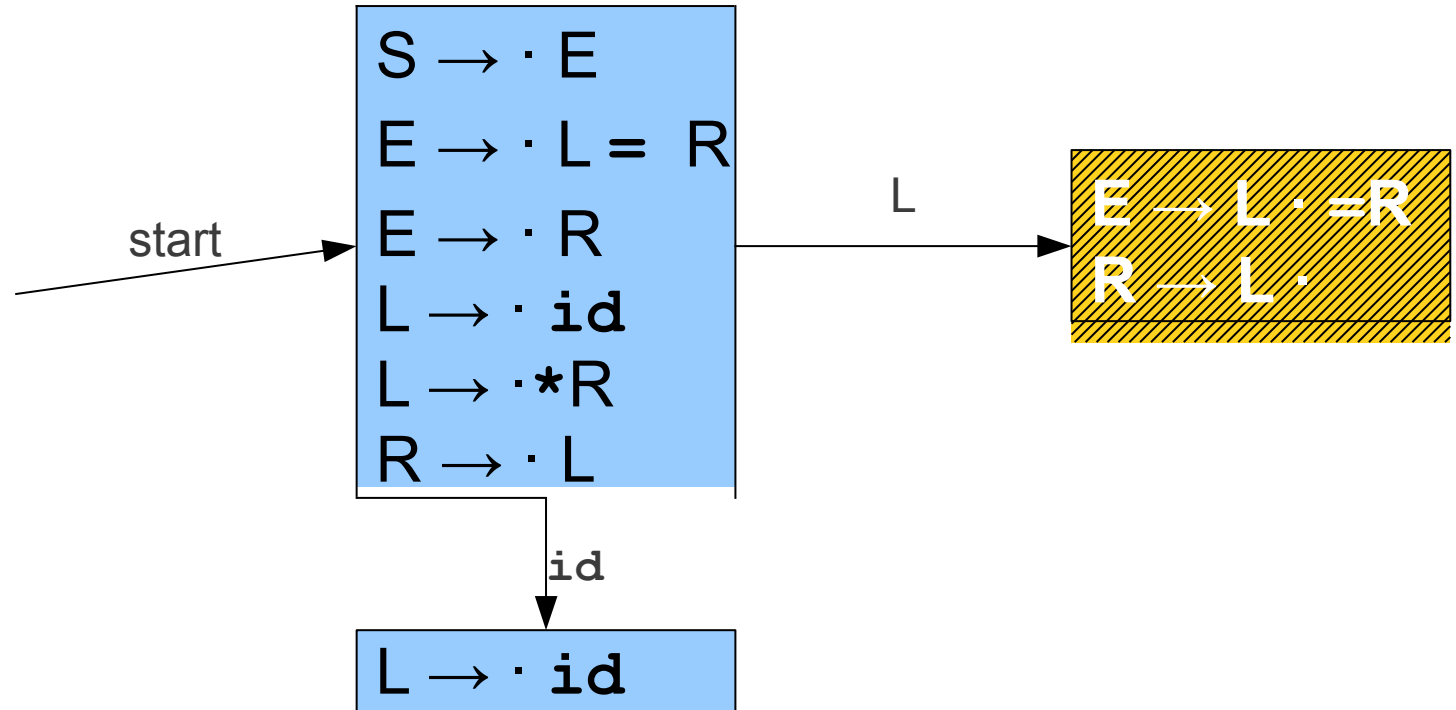 S → · E
E → · L = R
E → · R
L → · id
L → ·*R
R → · L
start
L
E → L · =R
R → L ·
id
L → · id